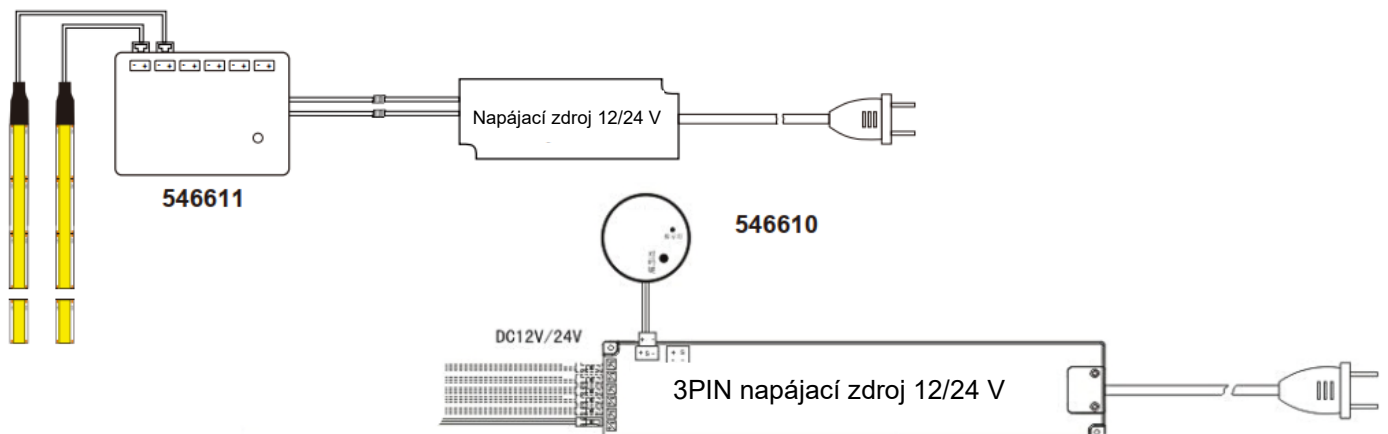 - + - + - + - + - + - +
Napájací zdroj 12/24 V
546611
546610
DC12V/24V
+ S -
+ S
3PIN napájací zdroj 12/24 V